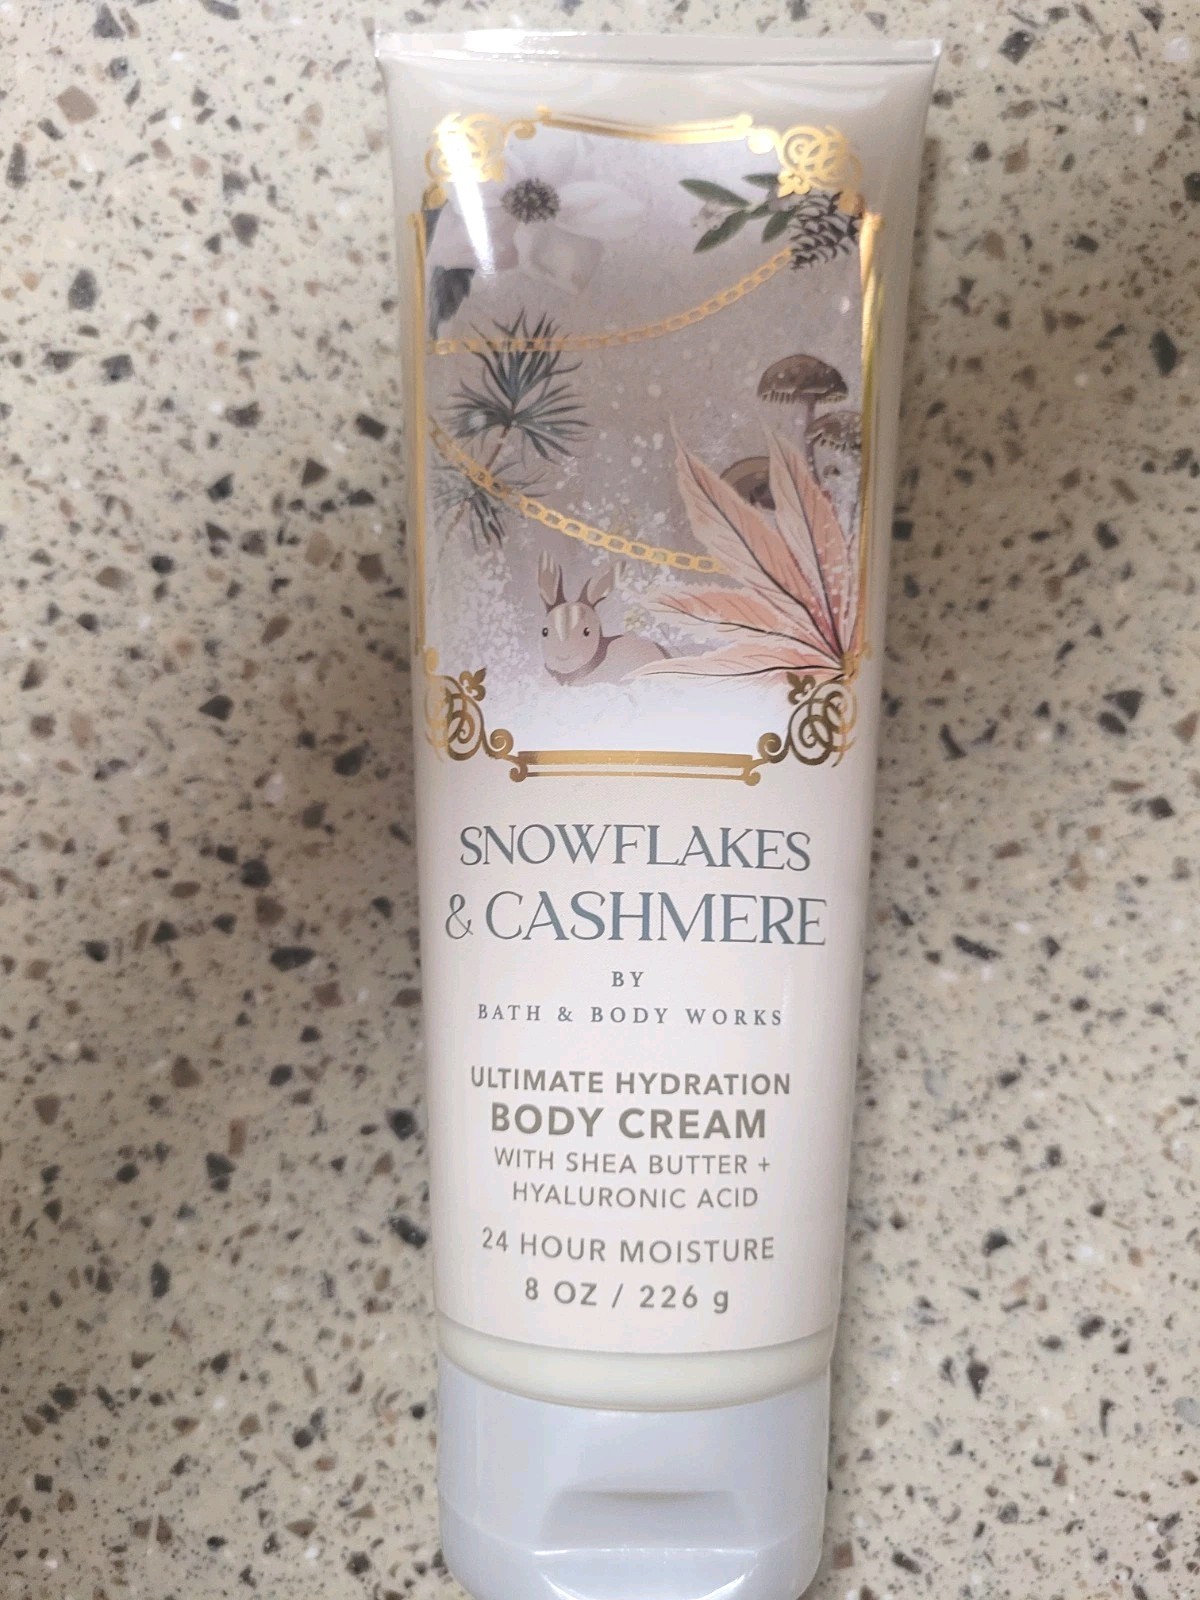 SNOWFLAKES
& CASHMERE
BY
BATH & BODY WORKS
ULTIMATE HYDRATION
BODY CREAM
WITH SHEA BUTTER +
HYALURONIC ACID
24 HOUR MOISTURE
8 OZ / 226 g